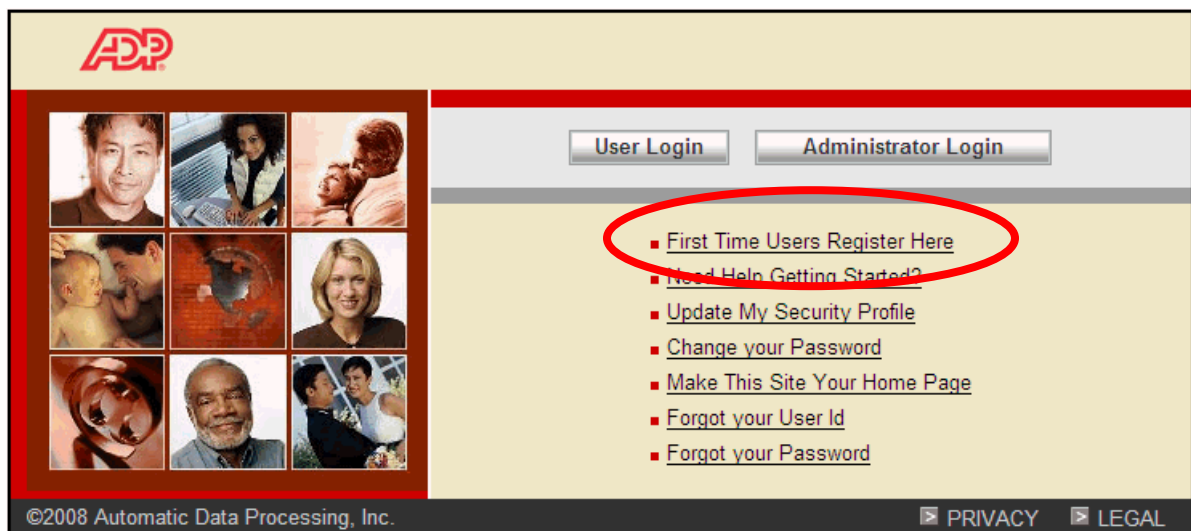 ADP
User Login
Administrator Login
First Time Users Register Here
Need Help Getting Started?
Update My Security Profile
Change your Password
Make This Site Your Home Page
Forgot your User Id
Forgot your Password
©2008 Automatic Data Processing, Inc.
PRIVACY
LEGAL